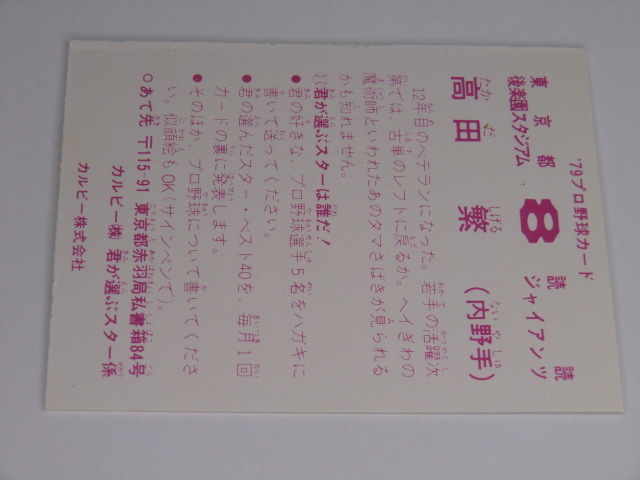 '79プロ野球カード
読
読
東京都
後楽園スタジアム
8
ジャイアンツ
たか だ しげる ないやしゅ
高田 繁 (内野手)
12年目のベテランになった。若手の活躍次
第では、古巣のレフトに戻るか。ヘイぎわの
魔術師といわれたあのタマさばきが見られる
かも知れません。
君が選ぶスターは誰だ!
●君の好きな、プロ野球選手5名をハガキに
書いて送ってください。
●君の選んだスター・ベスト40を、毎月1回
カードの裏に発表します。
●そのほか、プロ野球について書いてくださ
い。似顔絵もOK(サインペンで)。
○あて先 〒115-91 東京都赤羽局私書箱84号
カルビー㈱ 君が選ぶスター係
カルビー株式会社